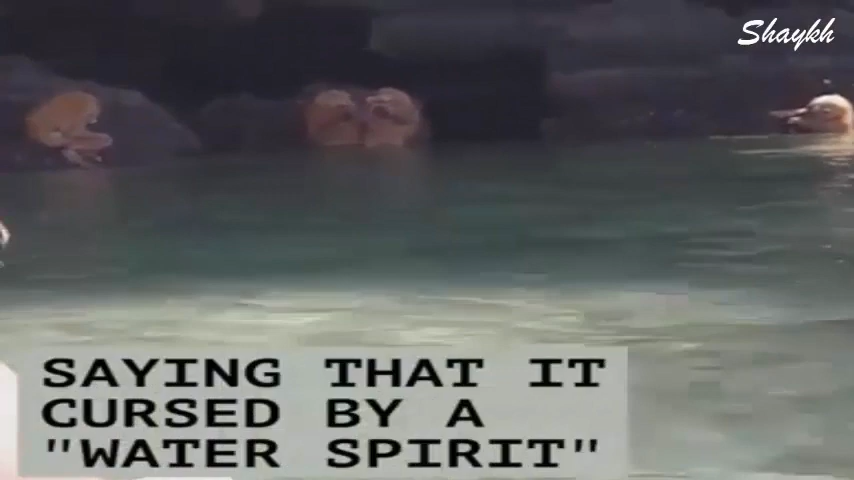 Shaykh
SAYING THAT IT
CURSED BY A
"WATER SPIRIT"